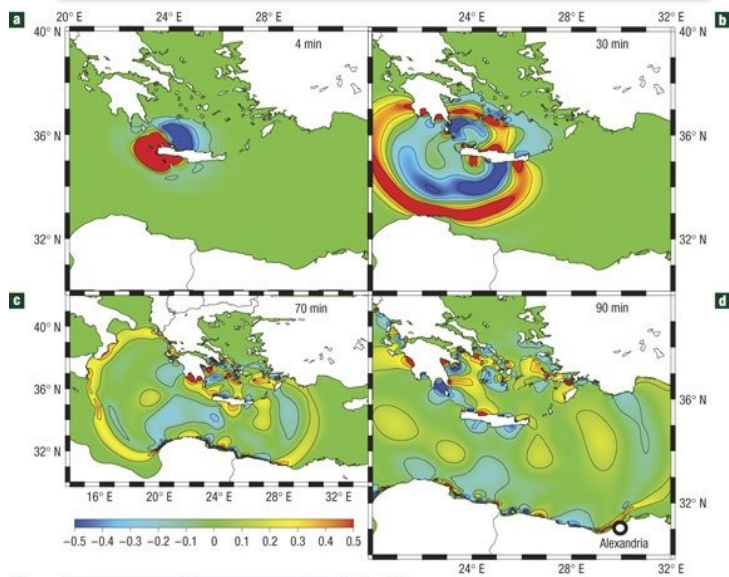 20° E 24° E 28° E 24° E 28° E 32° E
a 40° N 4 min 30 min 40° N b
36° N 36° N
32° N 32° N
c 70 min 90 min d
40° N
36° N 36° N
32° N 32° N
16° E 20° E 24° E 28° E
−0.5 −0.4 −0.3 −0.2 −0.1 0 0.1 0.2 0.3 0.4 0.5
Alexandria
24° E 28° E 32° E